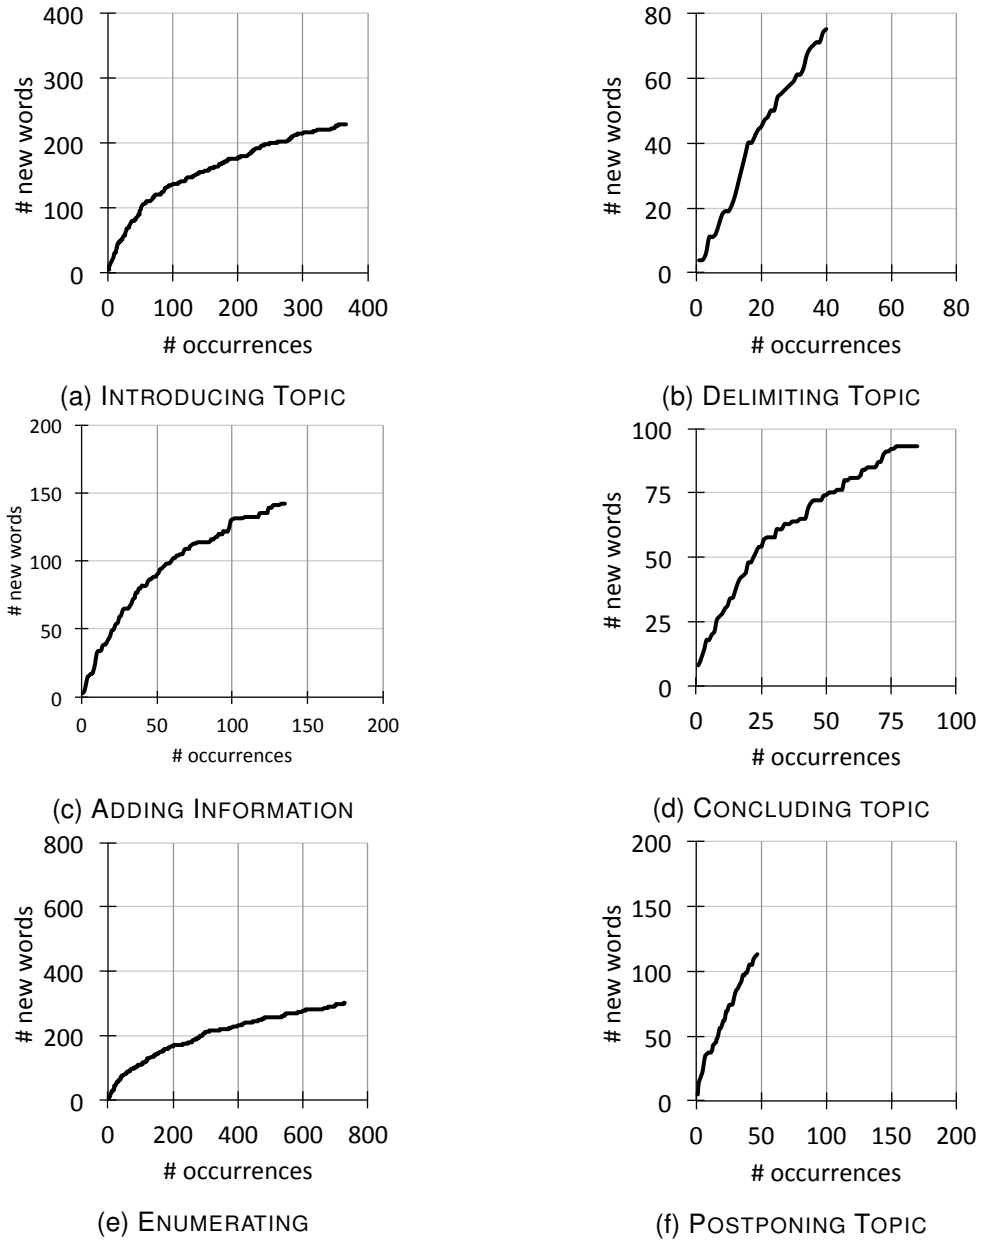 400
300
200
100
0
# new words
0 100 200 300 400
# occurrences
(a) INTRODUCING TOPIC
80
60
40
20
0
# new words
0 20 40 60 80
# occurrences
(b) DELIMITING TOPIC
200
150
100
50
0
# new words
0 50 100 150 200
# occurrences
(c) ADDING INFORMATION
100
75
50
25
0
# new words
0 25 50 75 100
# occurrences
(d) CONCLUDING TOPIC
800
600
400
200
0
# new words
0 200 400 600 800
# occurrences
(e) ENUMERATING
200
150
100
50
0
# new words
0 50 100 150 200
# occurrences
(f) POSTPONING TOPIC